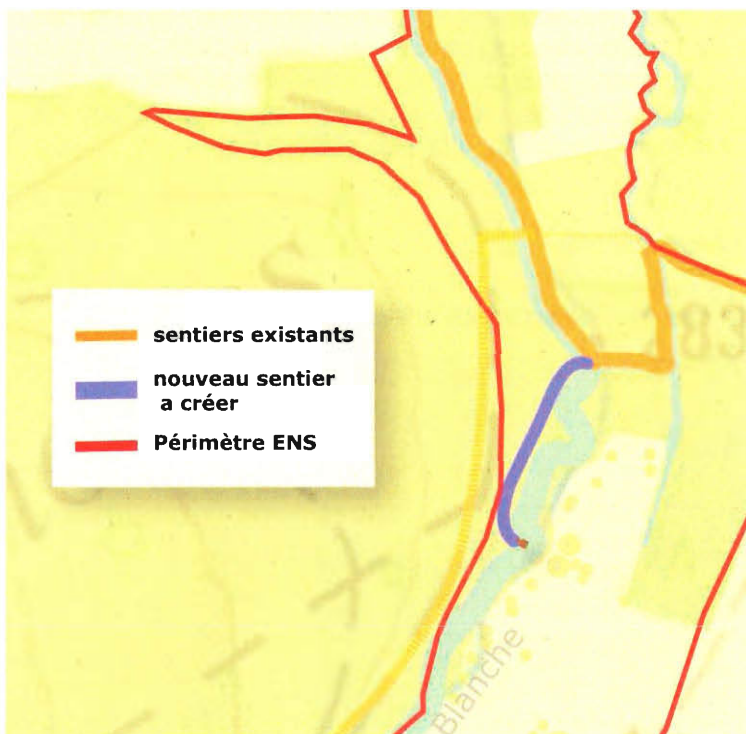 sentiers existants
nouveau sentier
a créer
Périmètre ENS
283
Blanche